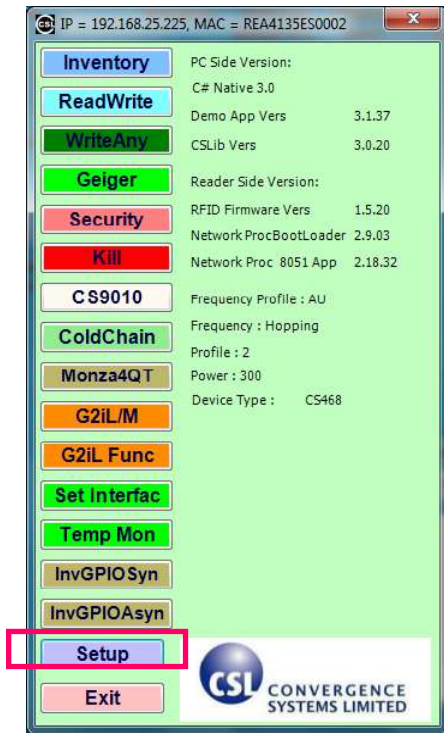 CSL IP = 192.168.25.225, MAC = REA4135ES0002
Inventory
ReadWrite
WriteAny
Geiger
Security
Kill
CS9010
ColdChain
Monza4QT
G2iL/M
G2iL Func
Set Interfac
Temp Mon
InvGPIOSyn
InvGPIOAsyn
Setup
Exit
PC Side Version:
C# Native 3.0
Demo App Vers 3.1.37
CSLib Vers 3.0.20
Reader Side Version:
RFID Firmware Vers 1.5.20
Network ProcBootLoader 2.9.03
Network Proc 8051 App 2.18.32
Frequency Profile : AU
Frequency : Hopping
Profile : 2
Power : 300
Device Type : CS468
CSL CONVERGENCE
SYSTEMS LIMITED